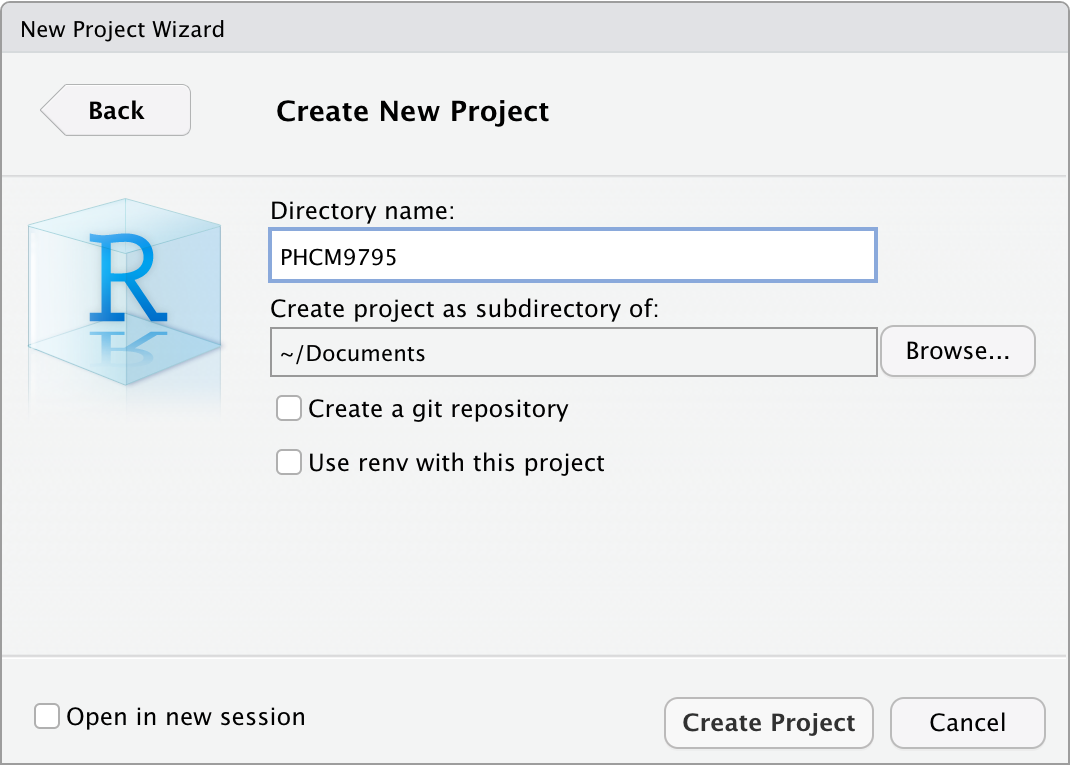 New Project Wizard
Back
Create New Project
R
Directory name:
PHCM9795
Create project as subdirectory of:
~/Documents
Browse...
Create a git repository
Use renv with this project
Open in new session
Create Project
Cancel